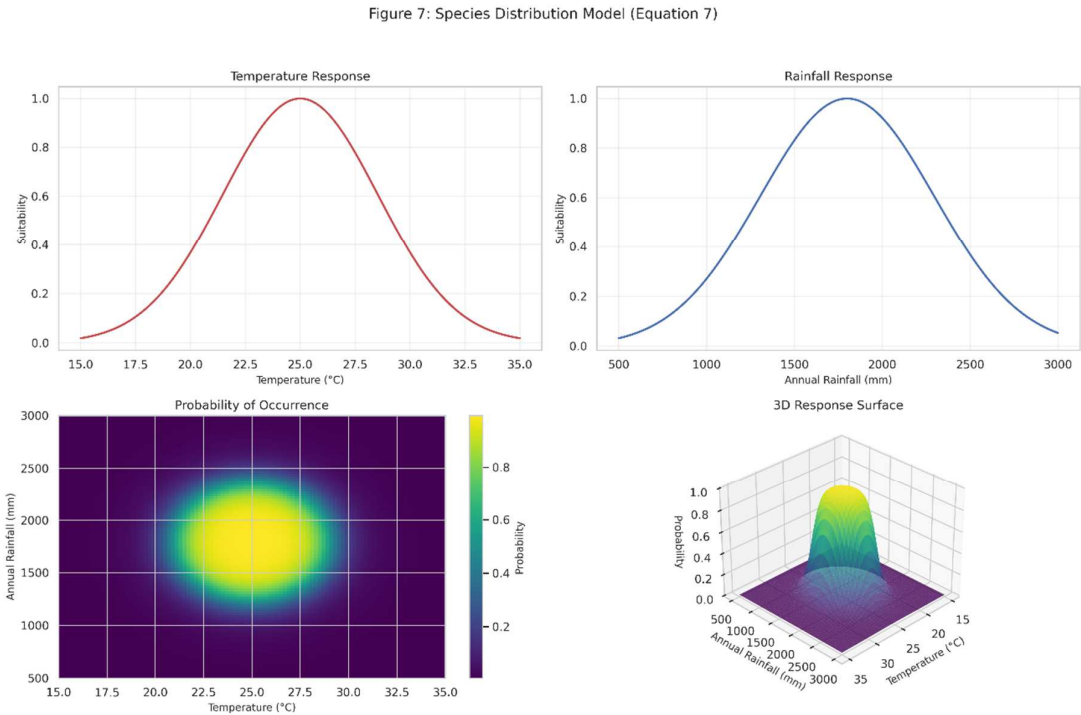 Figure 7: Species Distribution Model (Equation 7)
Temperature Response
1.0
0.8
0.6
0.4
0.2
0.0
Suitability
15.0 17.5 20.0 22.5 25.0 27.5 30.0 32.5 35.0
Temperature (°C)
Rainfall Response
1.0
0.8
0.6
0.4
0.2
0.0
Suitability
500 1000 1500 2000 2500 3000
Annual Rainfall (mm)
Probability of Occurrence
3000
2500
2000
1500
1000
500
Annual Rainfall (mm)
15.0 17.5 20.0 22.5 25.0 27.5 30.0 32.5 35.0
Temperature (°C)
0.8
0.6
0.4
0.2
Probability
3D Response Surface
1.0
0.8
0.6
0.4
0.2
0.0
Probability
500
1000
1500
2000
2500
3000
Annual Rainfall (mm)
15
20
25
30
35
Temperature (°C)